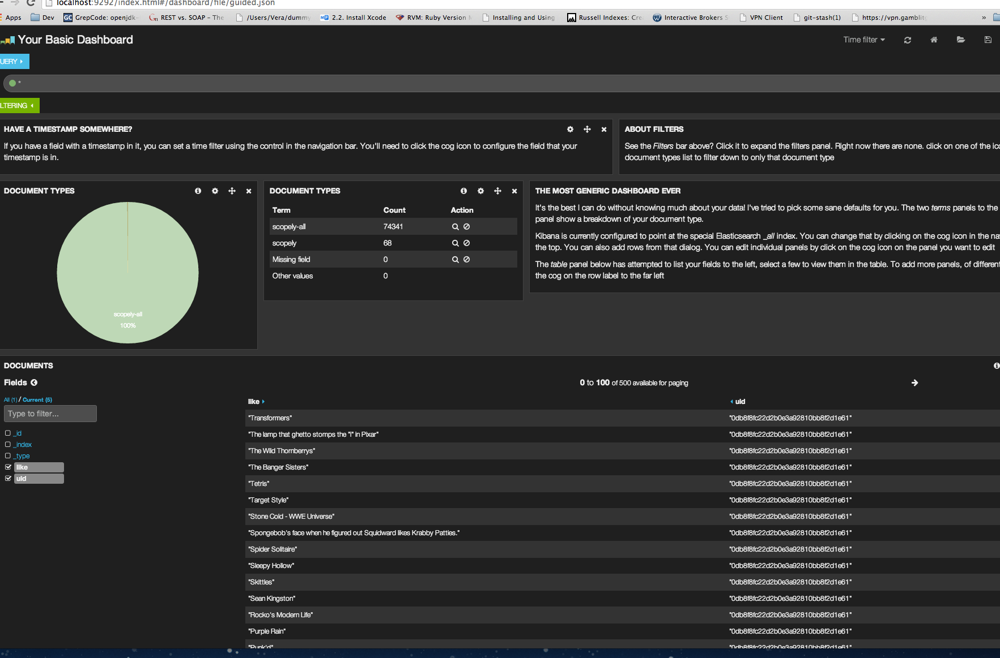 localhost:9292/index.html#/dashboard/file/guided.json
Apps Dev GrepCode: openjdk- REST vs. SOAP – The /Users/Vera/dummy 2.2. Install Xcode RVM: Ruby Version Installing and Using Russell Indexes: Cre Interactive Brokers VPN Client git-stash(1) https://vpn.gamblit »
Your Basic Dashboard
Time filter
UERY
*
LTERING
HAVE A TIMESTAMP SOMEWHERE?
If you have a field with a timestamp in it, you can set a time filter using the control in the navigation bar. You'll need to click the cog icon to configure the field that your
timestamp is in.
ABOUT FILTERS
See the Filters bar above? Click it to expand the filters panel. Right now there are none. click on one of the ico
document types list to filter down to only that document type
DOCUMENT TYPES
scopely-all
100%
DOCUMENT TYPES
Term Count Action
scopely-all 74341
scopely 68
Missing field 0
Other values 0
THE MOST GENERIC DASHBOARD EVER
It's the best I can do without knowing much about your data! I've tried to pick some sane defaults for you. The two terms panels to the
panel show a breakdown of your document type.
Kibana is currently configured to point at the special Elasticsearch _all index. You can change that by clicking on the cog icon in the na
the top. You can also add rows from that dialog. You can edit individual panels by click on the cog icon on the panel you want to edit
The table panel below has attempted to list your fields to the left, select a few to view them in the table. To add more panels, of different
the cog on the row label to the far left
DOCUMENTS
Fields
All (1) / Current (5)
Type to filter...
_id
_index
_type
like
uid
0 to 100 of 500 available for paging
like uid
"Transformers" "0db8f8fc22d2b0e3a92810bb8f2d1e61"
"The lamp that ghetto stomps the "i" in Pixar" "0db8f8fc22d2b0e3a92810bb8f2d1e61"
"The Wild Thornberrys" "0db8f8fc22d2b0e3a92810bb8f2d1e61"
"The Banger Sisters" "0db8f8fc22d2b0e3a92810bb8f2d1e61"
"Tetris" "0db8f8fc22d2b0e3a92810bb8f2d1e61"
"Target Style" "0db8f8fc22d2b0e3a92810bb8f2d1e61"
"Stone Cold - WWE Universe" "0db8f8fc22d2b0e3a92810bb8f2d1e61"
"Spongebob's face when he figured out Squidward likes Krabby Patties." "0db8f8fc22d2b0e3a92810bb8f2d1e61"
"Spider Solitaire" "0db8f8fc22d2b0e3a92810bb8f2d1e61"
"Sleepy Hollow" "0db8f8fc22d2b0e3a92810bb8f2d1e61"
"Skittles" "0db8f8fc22d2b0e3a92810bb8f2d1e61"
"Sean Kingston" "0db8f8fc22d2b0e3a92810bb8f2d1e61"
"Rocko's Modern Life" "0db8f8fc22d2b0e3a92810bb8f2d1e61"
"Purple Rain" "0db8f8fc22d2b0e3a92810bb8f2d1e61"
"Punk'd" "0db8f8fc22d2b0e3a92810bb8f2d1e61"